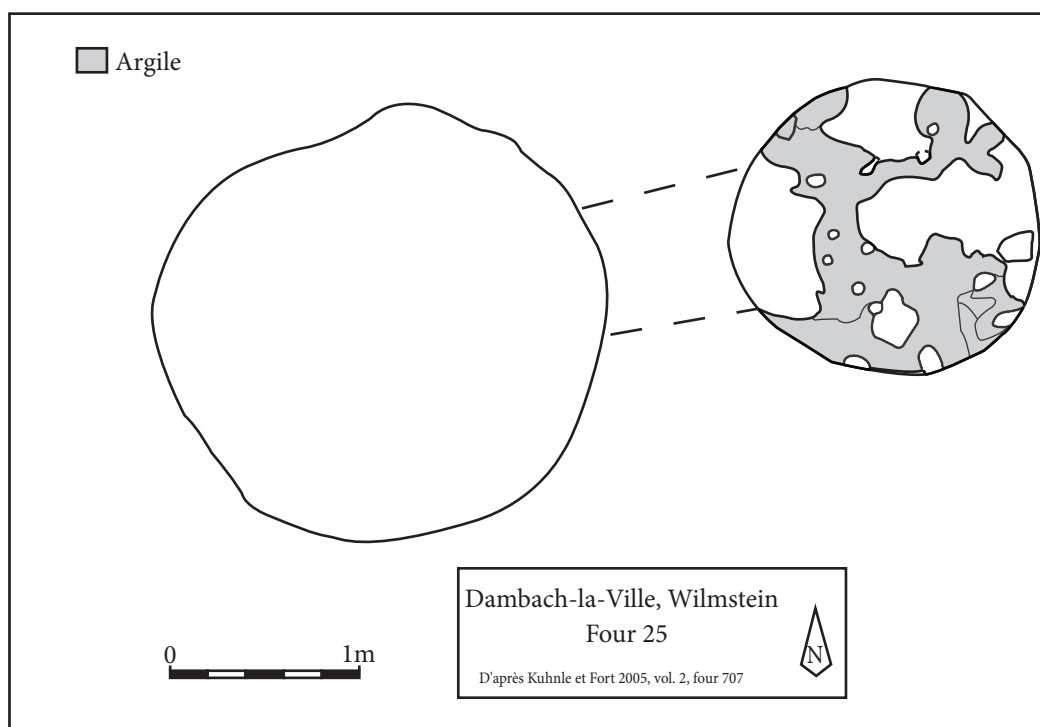 Argile
0 1m
Dambach-la-Ville, Wilmstein
Four 25
N
D'après Kuhnle et Fort 2005, vol. 2, four 707